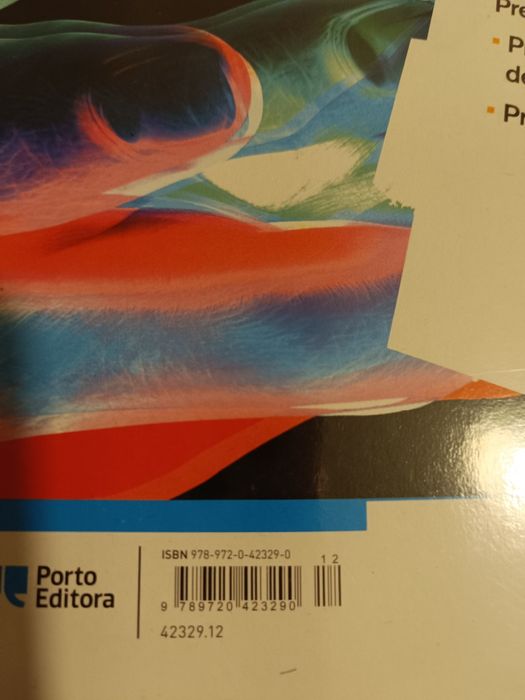 Pre
P
de
Pr
Porto
Editora
ISBN 978-972-0-42329-0
1 2
9 789720 423290
42329.12